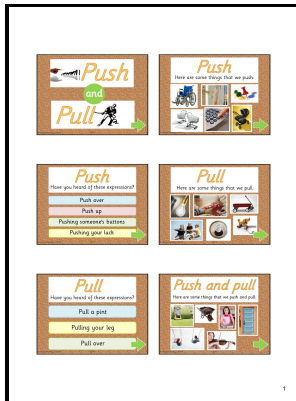 Push
and
Pull
Push
Here are some things that we push:
Push
Have you heard of these expressions?
Push over
Push up
Pushing someone's buttons
Pushing your luck
Pull
Here are some things that we pull:
Pull
Have you heard of these expressions?
Pull a pint
Pulling your leg
Pull over
Push and pull
Here are some things that we push and pull:
1